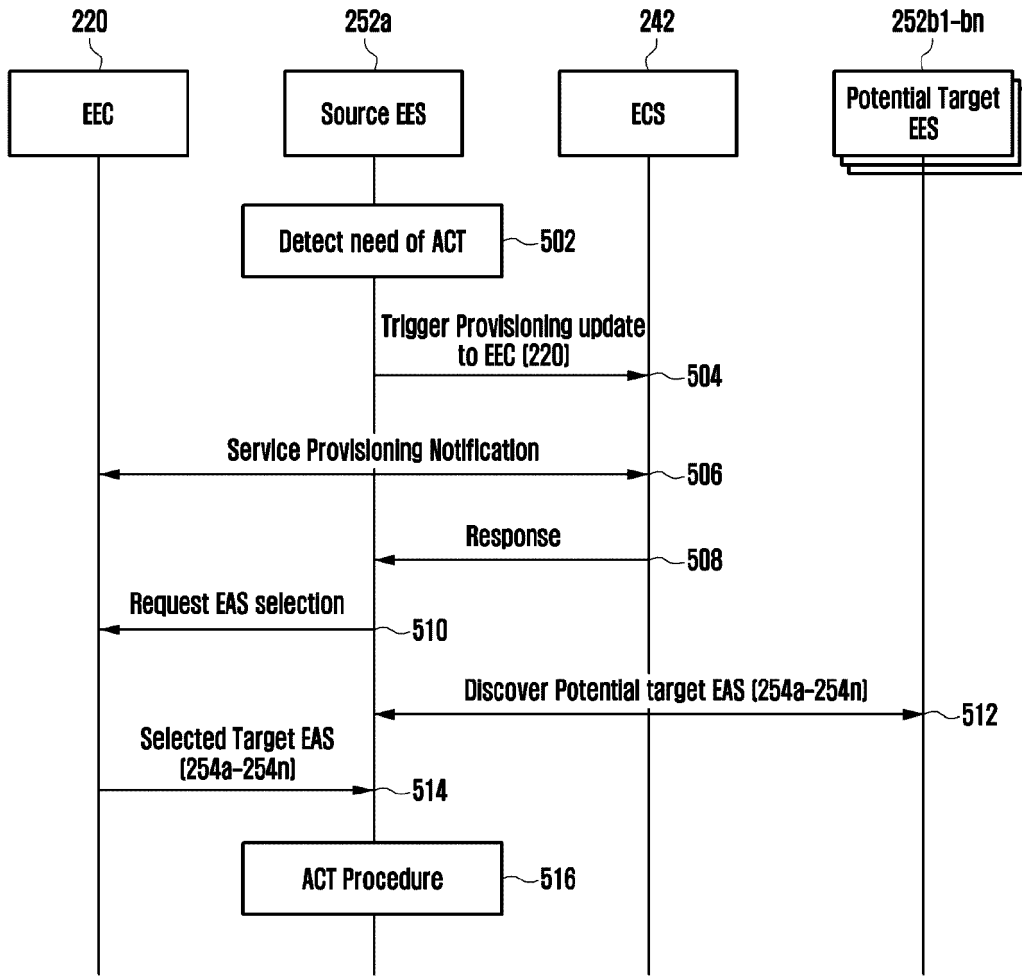 220
252a
242
252b1-bn
EEC
Source EES
ECS
Potential Target
EES
Detect need of ACT
502
Trigger Provisioning update
to EEC (220)
504
Service Provisioning Notification
506
Response
508
Request EAS selection
510
Discover Potential target EAS (254a-254n)
512
Selected Target EAS
(254a-254n)
514
ACT Procedure
516